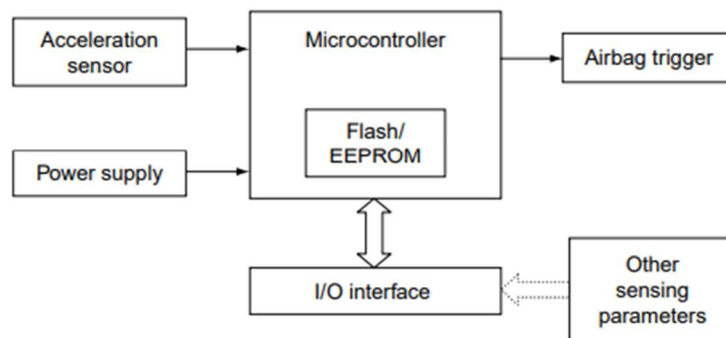 Acceleration
sensor
Microcontroller
Airbag trigger
Flash/
EEPROM
Power supply
I/O interface
Other
sensing
parameters